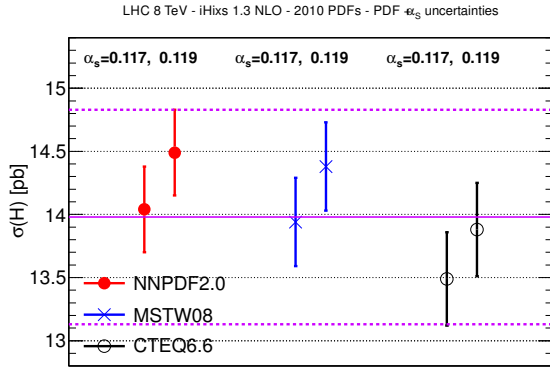 LHC 8 TeV - iHixs 1.3 NLO - 2010 PDFs - PDF +αS uncertainties
αs=0.117, 0.119 αs=0.117, 0.119 αs=0.117, 0.119
σ(H) [pb]
15
14.5
14
13.5
13
NNPDF2.0
MSTW08
CTEQ6.6